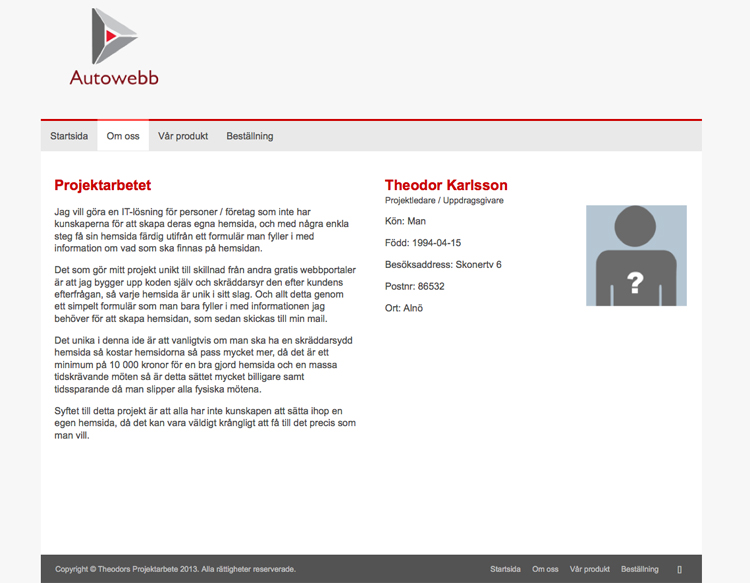 Autowebb
Startsida Om oss Vår produkt Beställning
Projektarbetet
Jag vill göra en IT-lösning för personer / företag som inte har
kunskaperna för att skapa deras egna hemsida, och med några enkla
steg få sin hemsida färdig utifrån ett formulär man fyller i med
information om vad som ska finnas på hemsidan.
Det som gör mitt projekt unikt till skillnad från andra gratis webbportaler
är att jag bygger upp koden själv och skräddarsyr den efter kundens
efterfrågan, så varje hemsida är unik i sitt slag. Och allt detta genom
ett simpelt formulär som man bara fyller i med informationen jag
behöver för att skapa hemsidan, som sedan skickas till min mail.
Det unika i denna ide är att vanligtvis om man ska ha en skräddarsydd
hemsida så kostar hemsidorna så pass mycket mer, då det är ett
minimum på 10 000 kronor för en bra gjord hemsida och en massa
tidskrävande möten så är detta sättet mycket billigare samt
tidssparande då man slipper alla fysiska mötena.
Syftet till detta projekt är att alla har inte kunskapen att sätta ihop en
egen hemsida, då det kan vara väldigt krångligt att få till det precis som
man vill.
Theodor Karlsson
Projektledare / Uppdragsgivare
Kön: Man
Född: 1994-04-15
Besöksaddress: Skonertv 6
Postnr: 86532
Ort: Alnö
?
Copyright © Theodors Projektarbete 2013. Alla rättigheter reserverade.
Startsida Om oss Vår produkt Beställning []